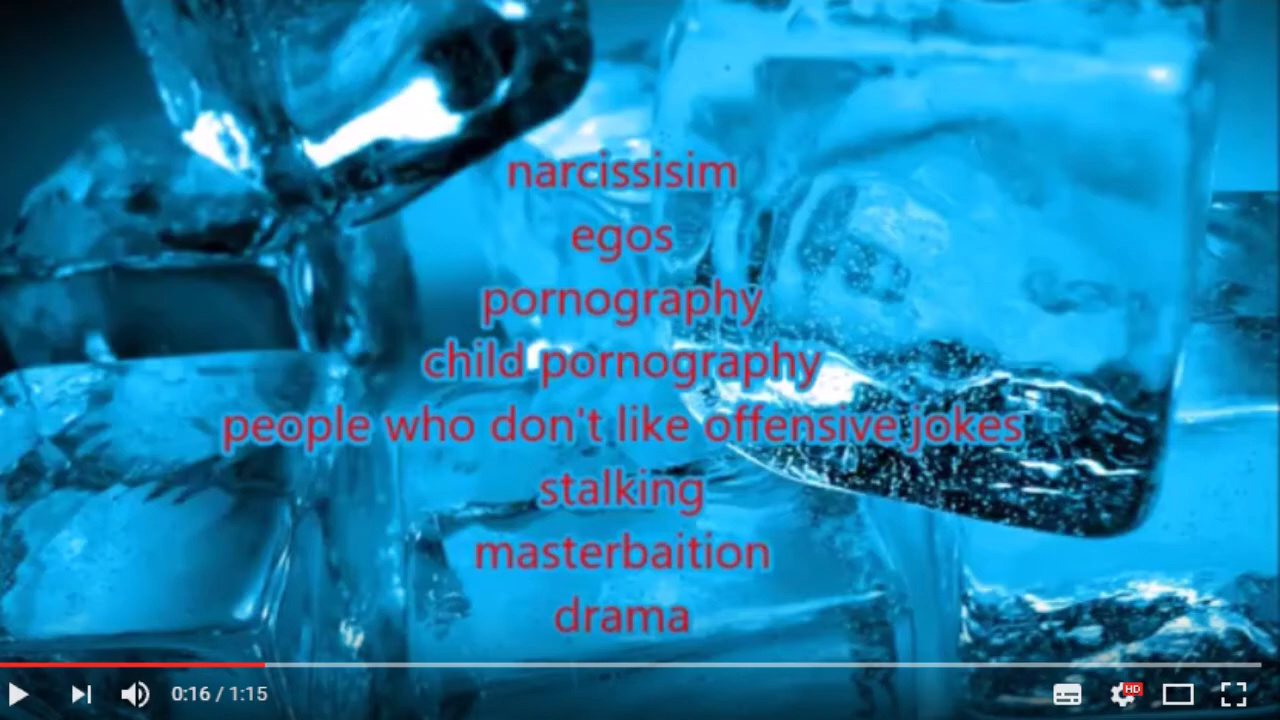 narcissisim
egos
pornography
child pornography
people who don't like offensive jokes
stalking
masterbaition
drama
0:16 / 1:15
HD